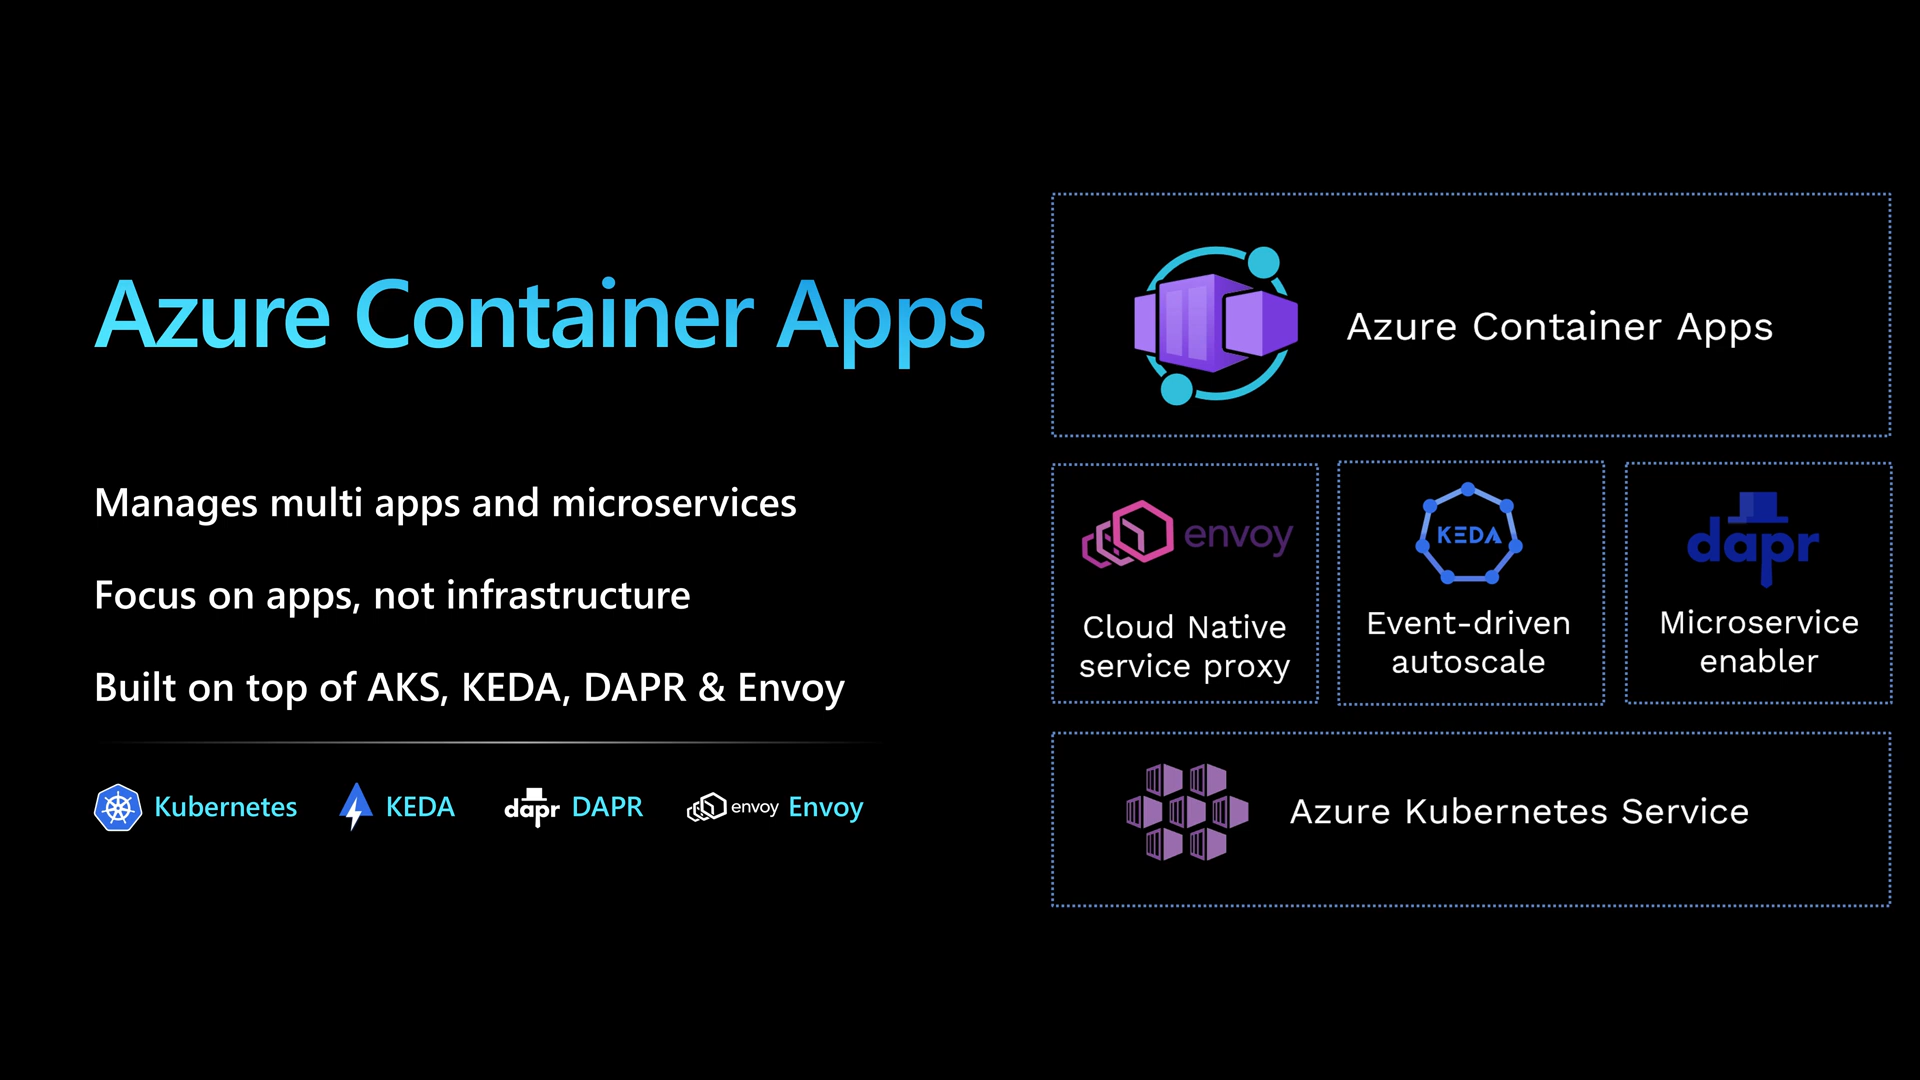 Azure Container Apps
Manages multi apps and microservices
Focus on apps, not infrastructure
Built on top of AKS, KEDA, DAPR & Envoy
Kubernetes
KEDA
dapr DAPR
envoy Envoy
Azure Container Apps
envoy
Cloud Native
service proxy
KEDA
Event-driven
autoscale
dapr
Microservice
enabler
Azure Kubernetes Service